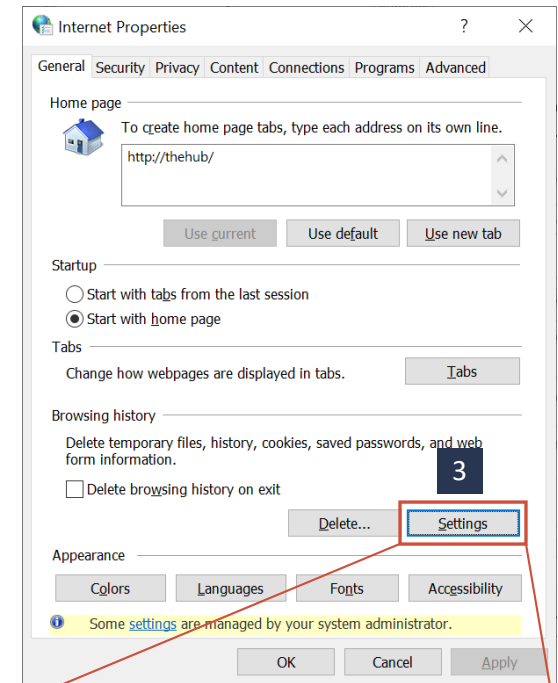 Internet Properties ?
General Security Privacy Content Connections Programs Advanced
Home page
To create home page tabs, type each address on its own line.
http://thehub/
Use current Use default Use new tab
Startup
Start with tabs from the last session
Start with home page
Tabs
Change how webpages are displayed in tabs. Tabs
Browsing history
Delete temporary files, history, cookies, saved passwords, and web
form information.
3
Delete browsing history on exit
Delete... Settings
Appearance
Colors Languages Fonts Accessibility
Some settings are managed by your system administrator.
OK Cancel Apply